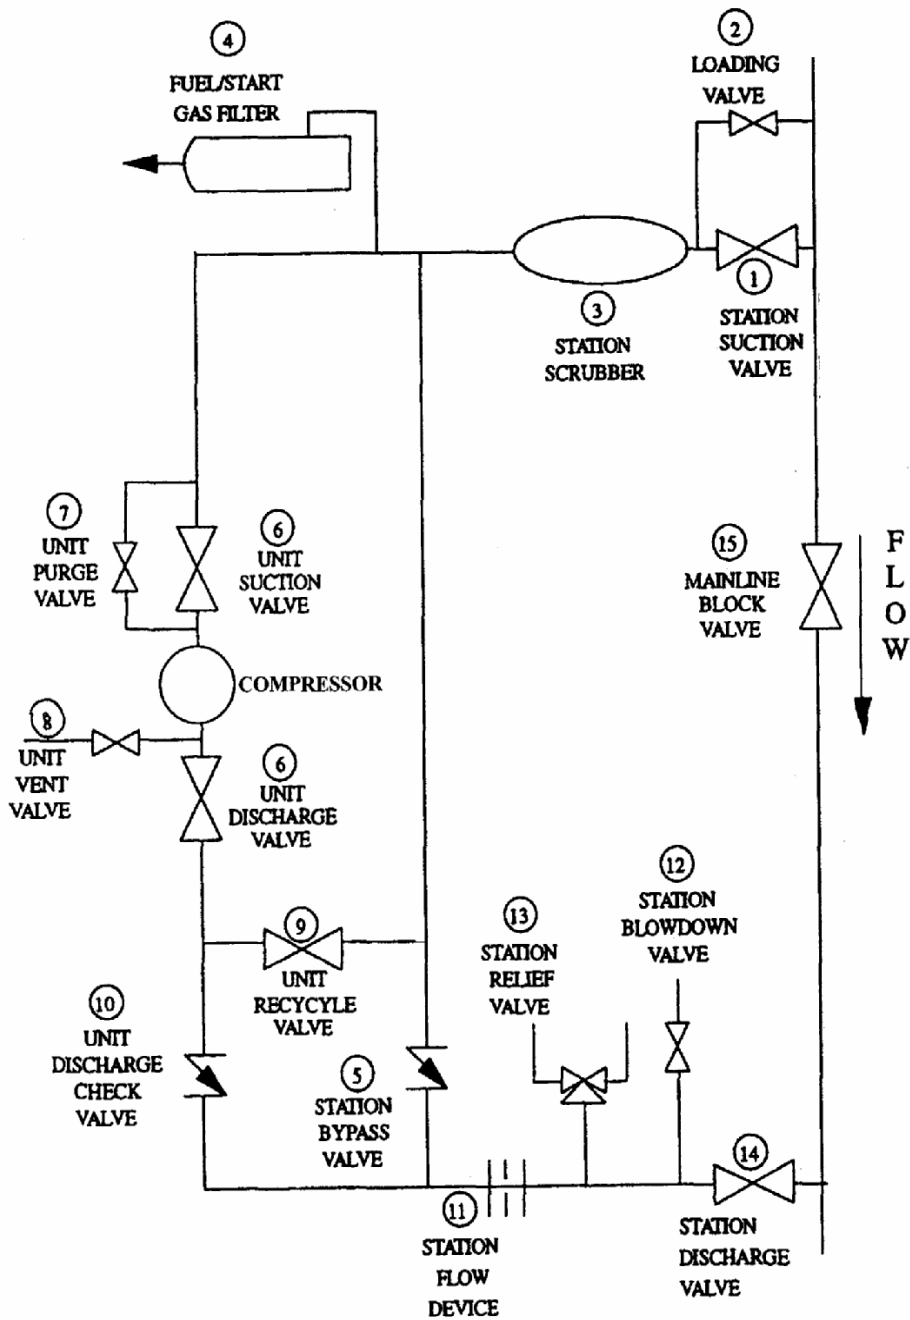 4
FUEL/START
GAS FILTER
2
LOADING
VALVE
1
STATION
SUCTION
VALVE
3
STATION
SCRUBBER
7
UNIT
PURGE
VALVE
6
UNIT
SUCTION
VALVE
15
MAINLINE
BLOCK
VALVE
F
L
O
W
COMPRESSOR
8
UNIT
VENT
VALVE
6
UNIT
DISCHARGE
VALVE
12
STATION
BLOWDOWN
VALVE
13
STATION
RELIEF
VALVE
9
UNIT
RECYCYLE
VALVE
10
UNIT
DISCHARGE
CHECK
VALVE
5
STATION
BYPASS
VALVE
14
STATION
DISCHARGE
VALVE
11
STATION
FLOW
DEVICE